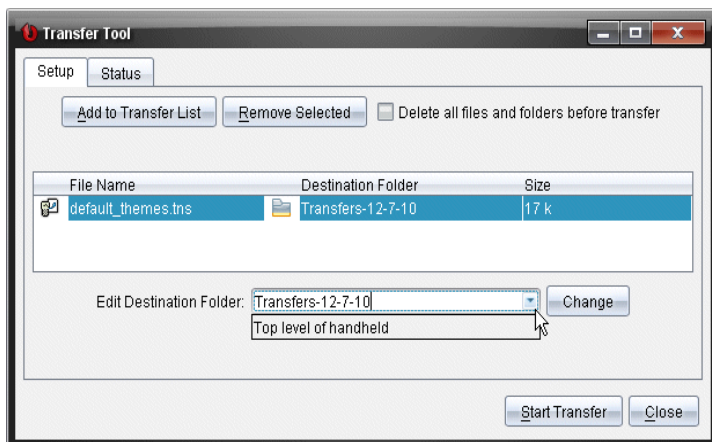 Transfer Tool
Setup Status
Add to Transfer List Remove Selected Delete all files and folders before transfer
File Name Destination Folder Size
default_themes.tns Transfers-12-7-10 17 k
Edit Destination Folder: Transfers-12-7-10 Change
Top level of handheld
Start Transfer Close